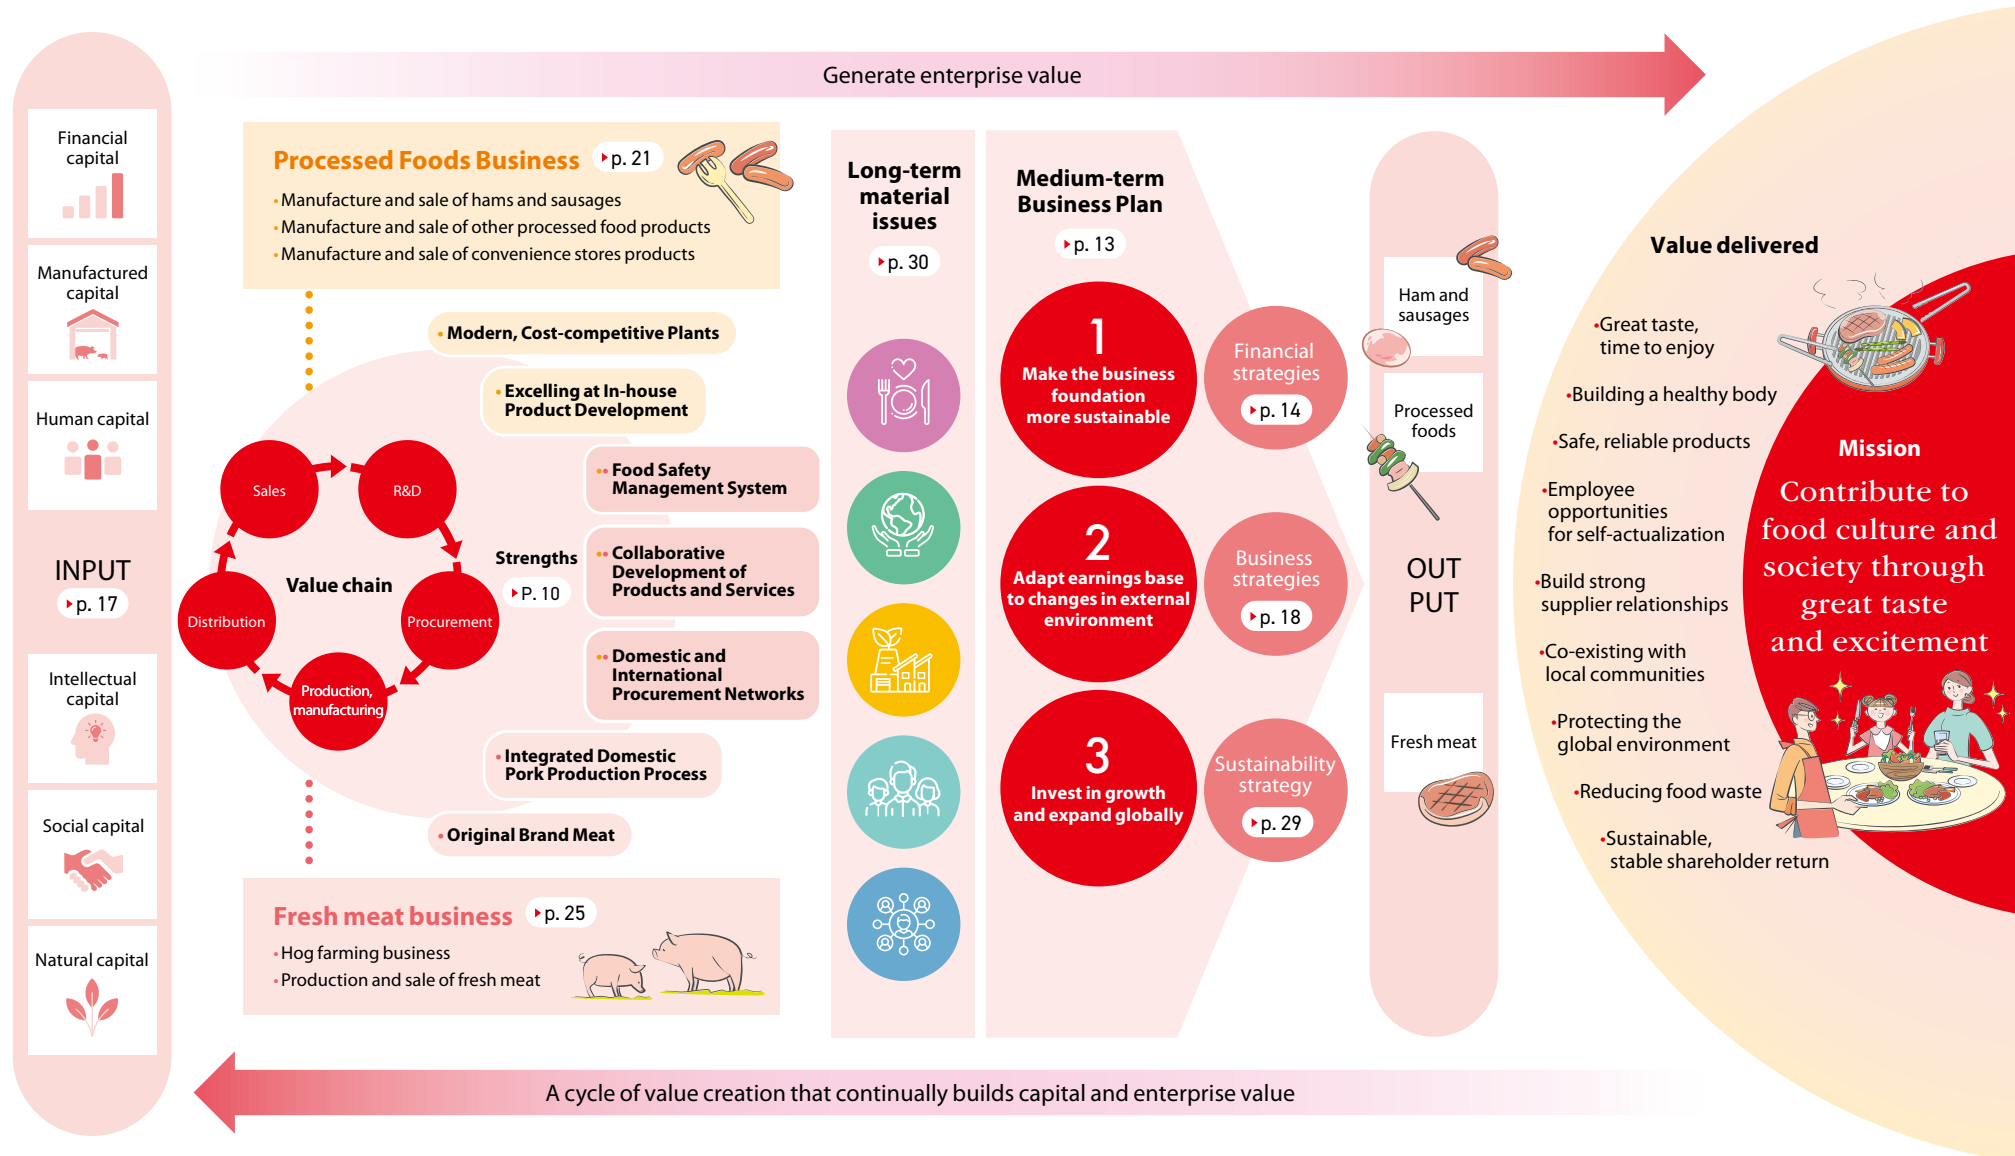 Generate enterprise value
Financial
capital
Manufactured
capital
Human capital
INPUT
p. 17
Intellectual
capital
Social capital
Natural capital
Processed Foods Business
p. 21
•Manufacture and sale of hams and sausages
•Manufacture and sale of other processed food products
•Manufacture and sale of convenience stores products
• Modern, Cost-competitive Plants
• Excelling at In-house
Product Development
•• Food Safety
Management System
•• Collaborative
Development of
Products and Services
•• Domestic and
International
Procurement Networks
• Integrated Domestic
Pork Production Process
• Original Brand Meat
Strengths
P. 10
Value chain
Sales
R&D
Procurement
Production,
manufacturing
Distribution
Fresh meat business
p. 25
•Hog farming business
•Production and sale of fresh meat
Long-term
material
issues
p. 30
Medium-term
Business Plan
p. 13
1
Make the business
foundation
more sustainable
Financial
strategies
p. 14
2
Adapt earnings base
to changes in external
environment
Business
strategies
p. 18
3
Invest in growth
and expand globally
Sustainability
strategy
p. 29
Ham and
sausages
Processed
foods
OUT
PUT
Fresh meat
Value delivered
•Great taste,
time to enjoy
•Building a healthy body
•Safe, reliable products
•Employee
opportunities
for self-actualization
•Build strong
supplier relationships
•Co-existing with
local communities
•Protecting the
global environment
•Reducing food waste
•Sustainable,
stable shareholder return
Mission
Contribute to
food culture and
society through
great taste
and excitement
A cycle of value creation that continually builds capital and enterprise value